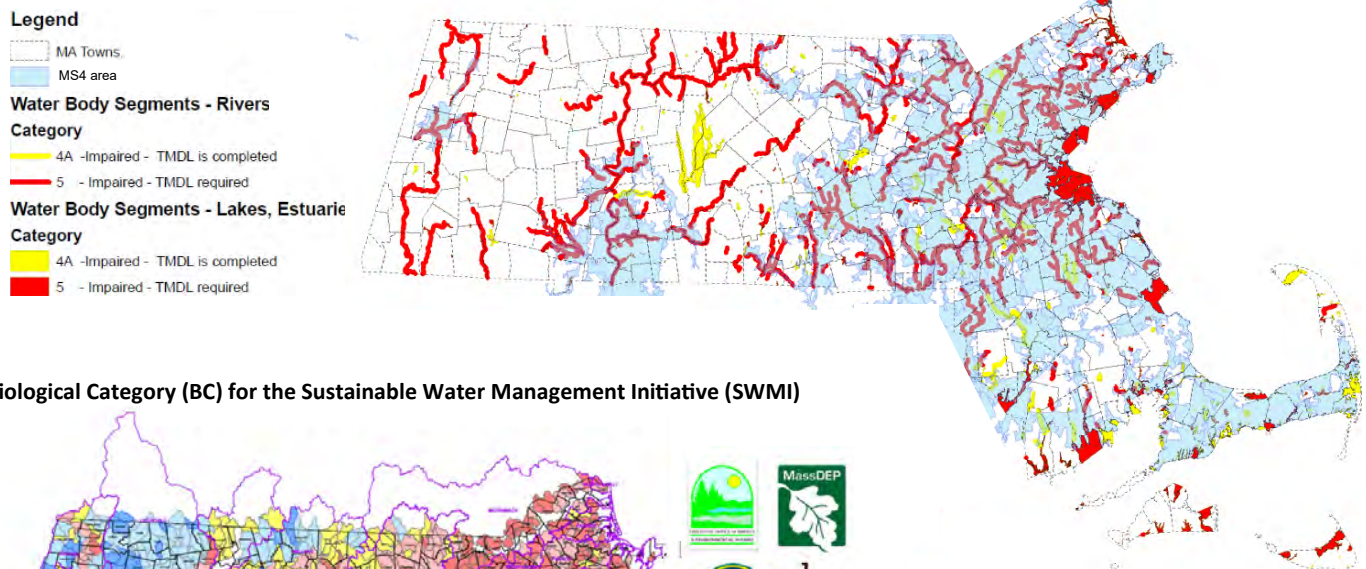 Legend
MA Towns
MS4 area
Water Body Segments - Rivers
Category
4A -Impaired - TMDL is completed
5 - Impaired - TMDL required
Water Body Segments - Lakes, Estuarie
Category
4A -Impaired - TMDL is completed
5 - Impaired - TMDL required
iological Category (BC) for the Sustainable Water Management Initiative (SWMI)
MassDEP